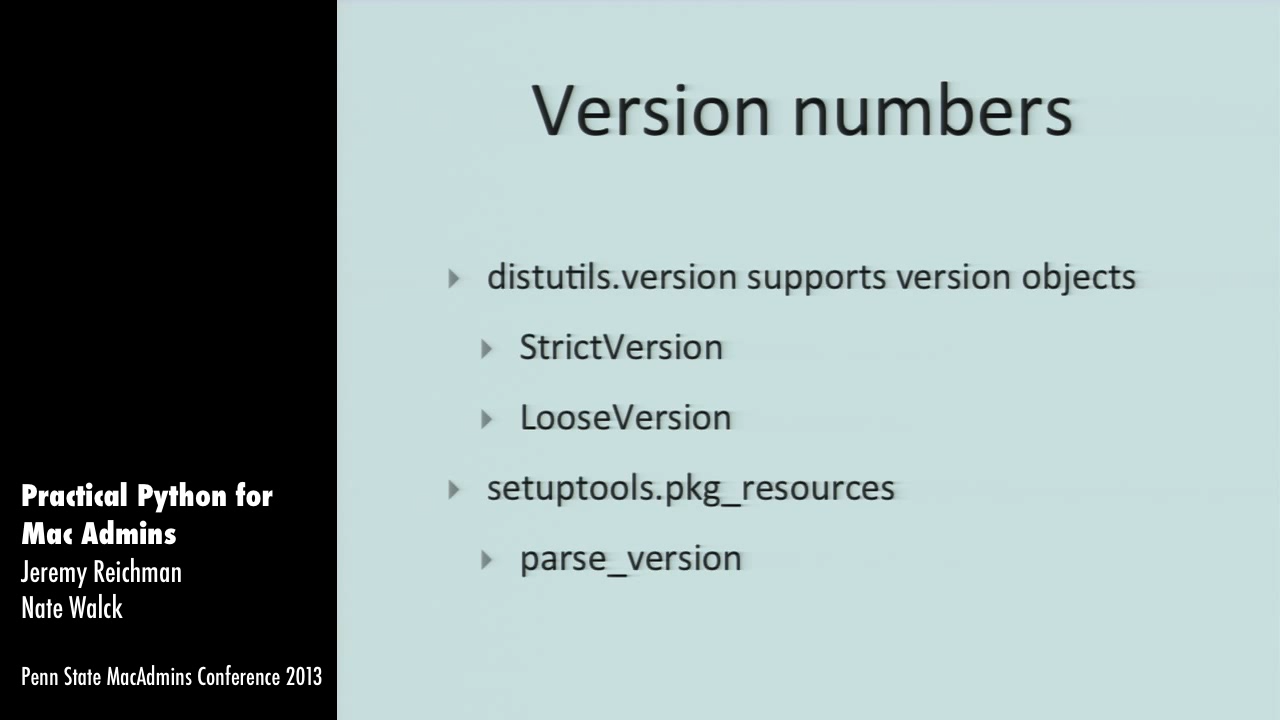 Version numbers
distutils.version supports version objects
StrictVersion
LooseVersion
setuptools.pkg_resources
parse_version
Practical Python for
Mac Admins
Jeremy Reichman
Nate Walck
Penn State MacAdmins Conference 2013